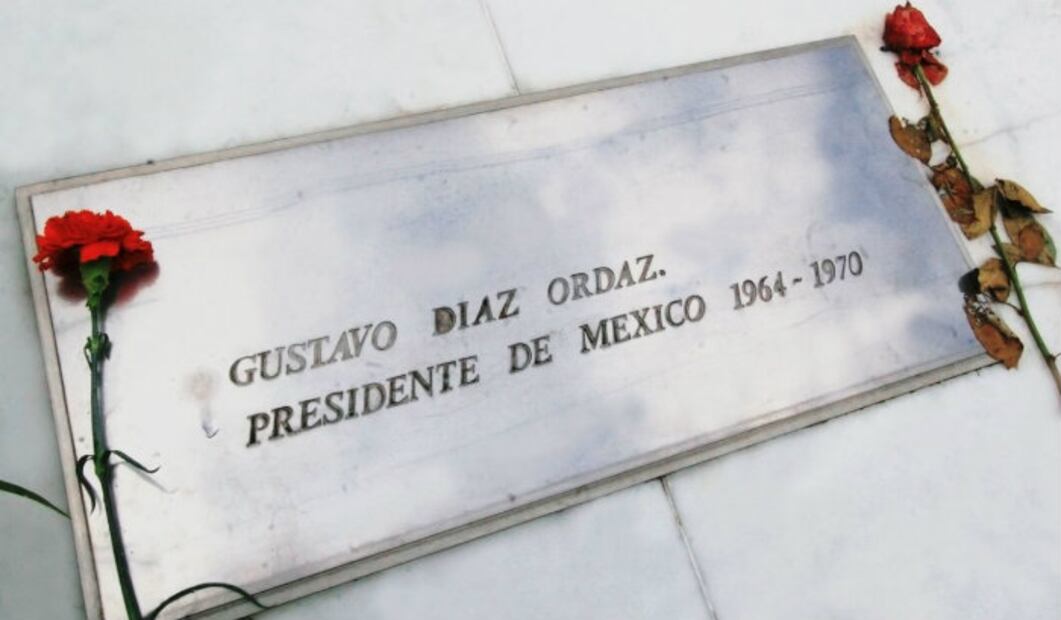 GUSTAVO DIAZ ORDAZ.
PRESIDENTE DE MEXICO 1964-1970